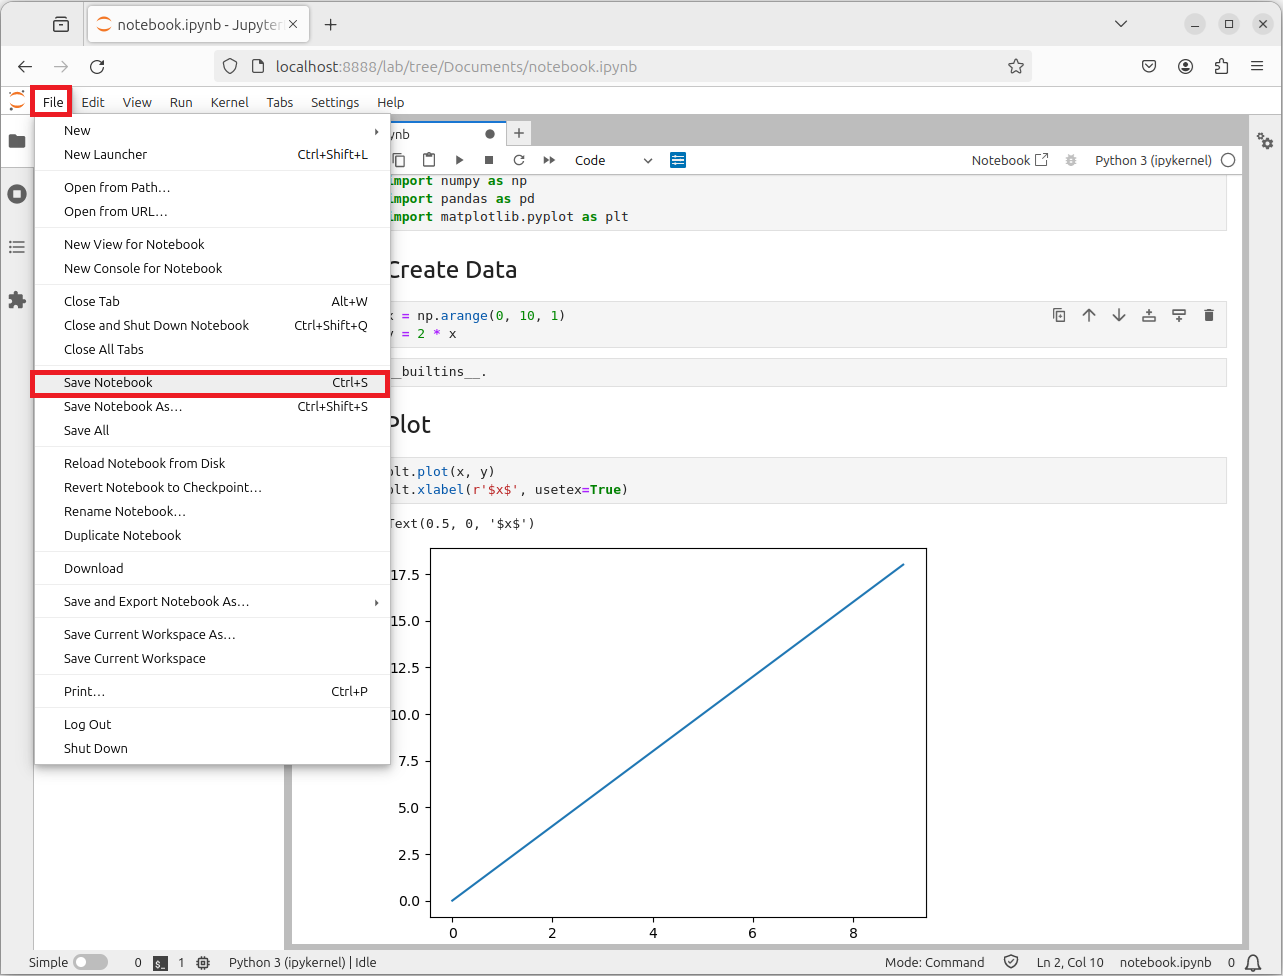 notebook.ipynb - Jupyter
localhost:8888/lab/tree/Documents/notebook.ipynb
File Edit View Run Kernel Tabs Settings Help
New
New Launcher Ctrl+Shift+L
Open from Path…
Open from URL…
New View for Notebook
New Console for Notebook
Close Tab Alt+W
Close and Shut Down Notebook Ctrl+Shift+Q
Close All Tabs
Save Notebook Ctrl+S
Save Notebook As… Ctrl+Shift+S
Save All
Reload Notebook from Disk
Revert Notebook to Checkpoint…
Rename Notebook…
Duplicate Notebook
Download
Save and Export Notebook As…
Save Current Workspace As…
Save Current Workspace
Print… Ctrl+P
Log Out
Shut Down
ynb
Code Notebook Python 3 (ipykernel)
import numpy as np
import pandas as pd
import matplotlib.pyplot as plt
Create Data
x = np.arange(0, 10, 1)
y = 2 * x
__builtins__.
Plot
plt.plot(x, y)
plt.xlabel(r'$x$', usetex=True)
Text(0.5, 0, '$x$')
17.5
15.0
12.5
10.0
7.5
5.0
2.5
0.0
0 2 4 6 8
Simple 0 $_ 1 Python 3 (ipykernel) | Idle Mode: Command Ln 2, Col 10 notebook.ipynb 0